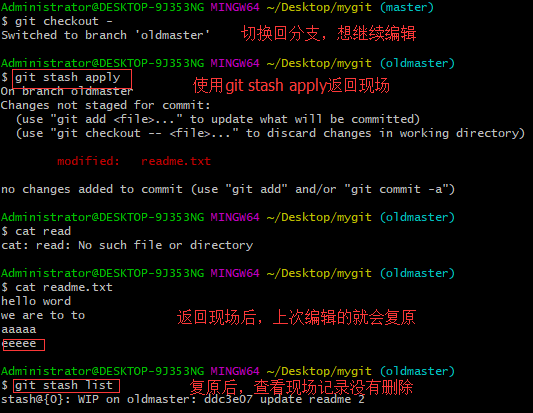 Administrator@DESKTOP-9J353NG MINGW64 ~/Desktop/mygit (master)
$ git checkout -
Switched to branch 'oldmaster' 切换回分支，想继续编辑
Administrator@DESKTOP-9J353NG MINGW64 ~/Desktop/mygit (oldmaster)
$ git stash apply 使用git stash apply返回现场
On branch oldmaster
Changes not staged for commit:
(use "git add <file>..." to update what will be committed)
(use "git checkout -- <file>..." to discard changes in working directory)
modified: readme.txt
no changes added to commit (use "git add" and/or "git commit -a")
Administrator@DESKTOP-9J353NG MINGW64 ~/Desktop/mygit (oldmaster)
$ cat read
cat: read: No such file or directory
Administrator@DESKTOP-9J353NG MINGW64 ~/Desktop/mygit (oldmaster)
$ cat readme.txt
hello word
we are to to 返回现场后，上次编辑的就会复原
aaaaa
eeeee
Administrator@DESKTOP-9J353NG MINGW64 ~/Desktop/mygit (oldmaster)
$ git stash list 复原后，查看现场记录没有删除
stash@{0}: WIP on oldmaster: ddc3e07 update readme 2